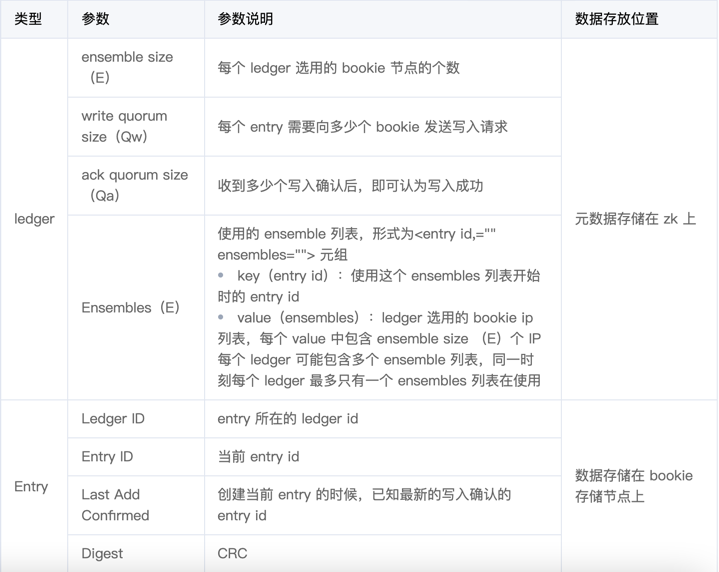 类型 参数 参数说明 数据存放位置
ledger
ensemble size
（E）
每个 ledger 选用的 bookie 节点的个数
write quorum
size（Qw）
每个 entry 需要向多少个 bookie 发送写入请求
ack quorum size
（Qa）
收到多少个写入确认后，即可认为写入成功
Ensembles（E）
使用的 ensemble 列表，形式为<entry id,=""
ensembles=""> 元组
• key（entry id）：使用这个 ensembles 列表开始
时的 entry id
• value（ensembles）：ledger 选用的 bookie ip
列表，每个 value 中包含 ensemble size （E）个 IP
每个 ledger 可能包含多个 ensemble 列表，同一时
刻每个 ledger 最多只有一个 ensembles 列表在使用
元数据存储在 zk 上
Entry
Ledger ID
entry 所在的 ledger id
Entry ID
当前 entry id
Last Add
Confirmed
创建当前 entry 的时候，已知最新的写入确认的
entry id
Digest
CRC
数据存储在 bookie
存储节点上